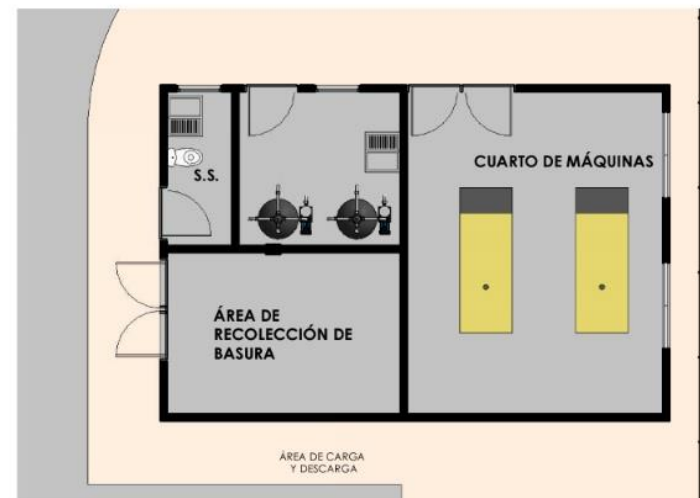 CUARTO DE MÁQUINAS
S.S.
ÁREA DE
RECOLECCIÓN DE
BASURA
ÁREA DE CARGA
Y DESCARGA